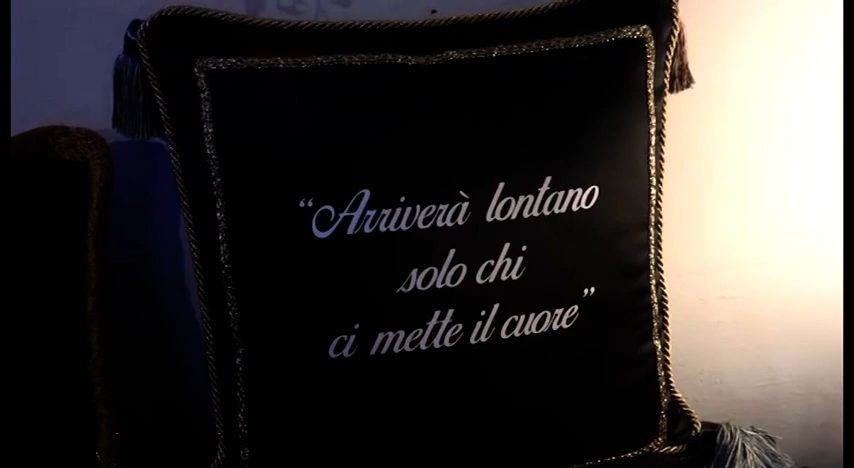 “Arriverà lontano
solo chi
ci mette il cuore”